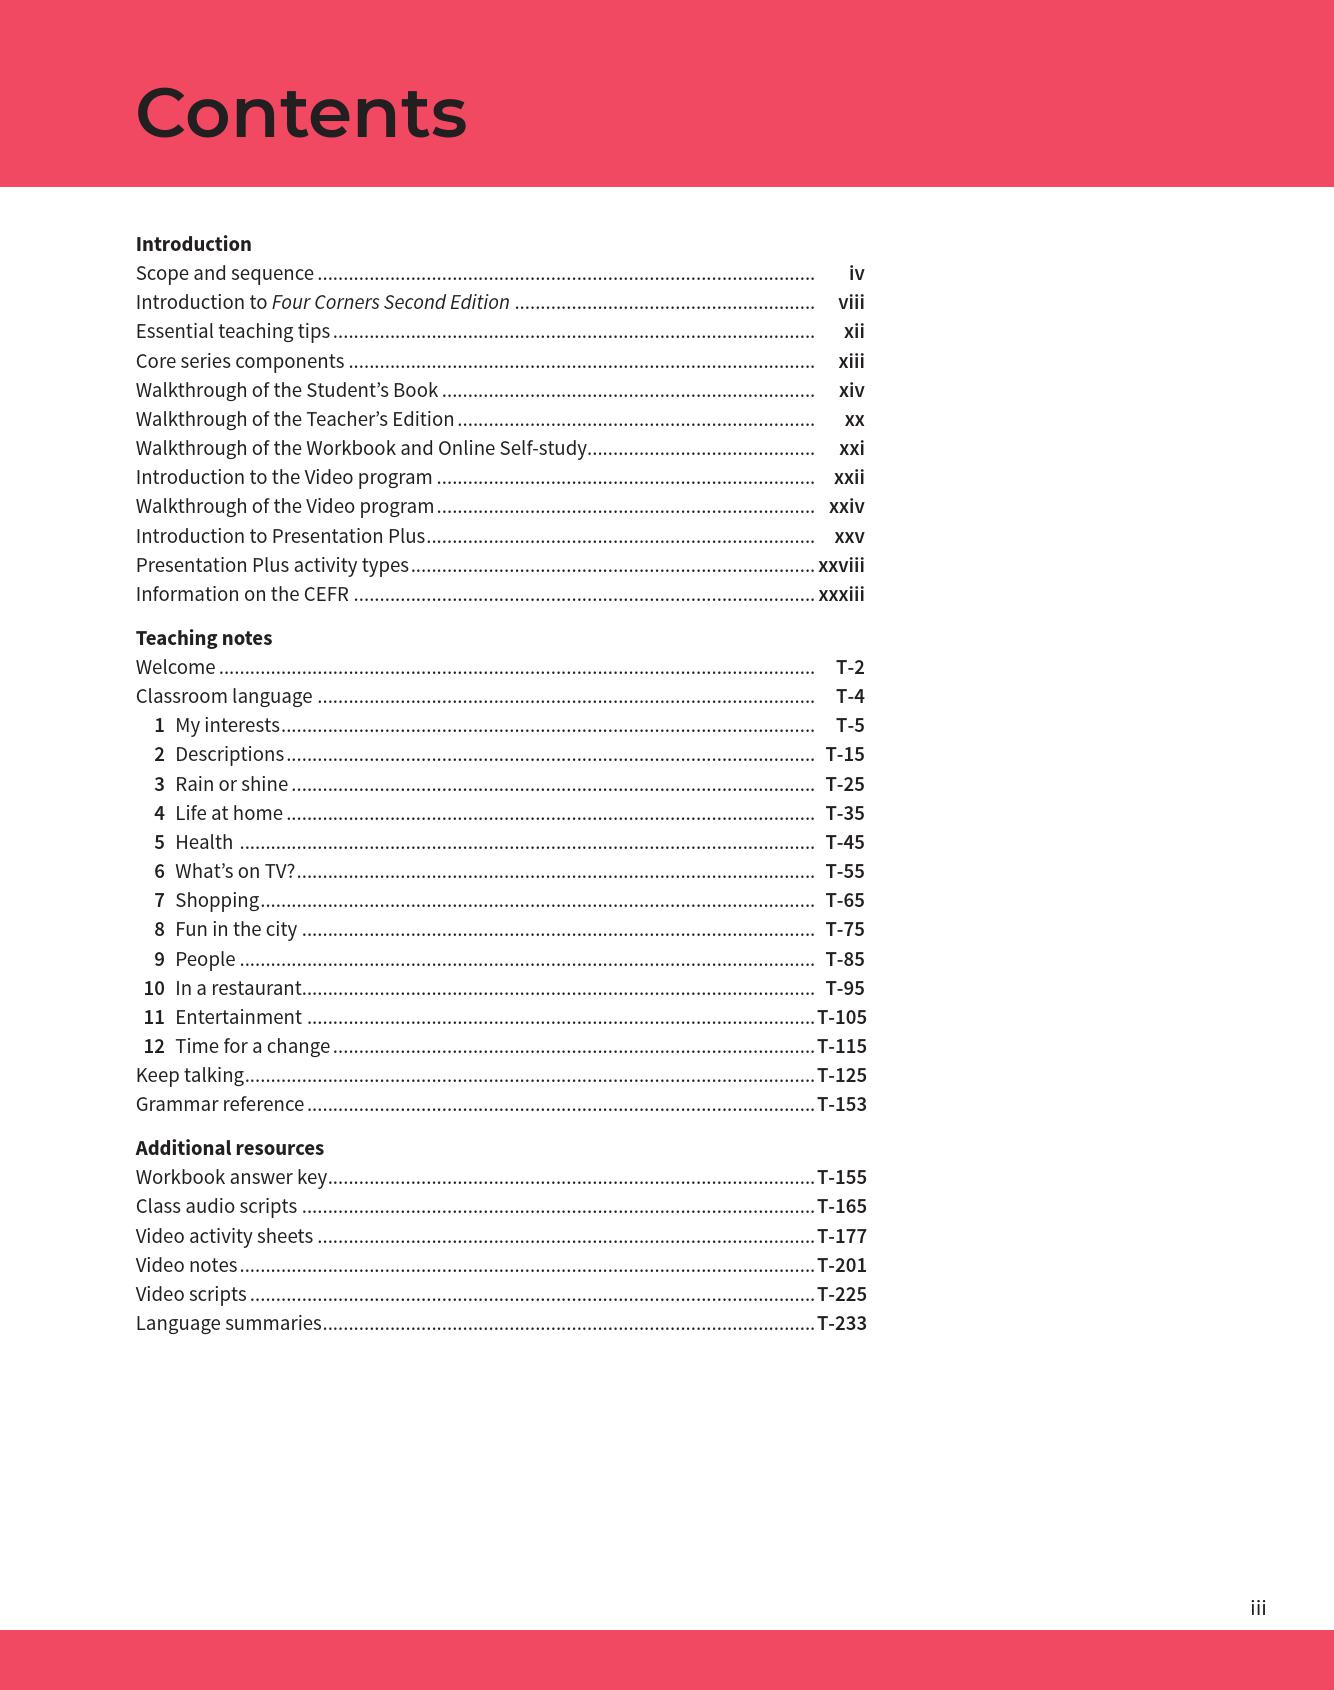 Contents
Introduction
Scope and sequence ........ iv
Introduction to Four Corners Second Edition ........ viii
Essential teaching tips ........ xii
Core series components ........ xiii
Walkthrough of the Student’s Book ........ xiv
Walkthrough of the Teacher’s Edition ........ xx
Walkthrough of the Workbook and Online Self-study ........ xxi
Introduction to the Video program ........ xxii
Walkthrough of the Video program ........ xxiv
Introduction to Presentation Plus ........ xxv
Presentation Plus activity types ........ xxviii
Information on the CEFR ........ xxxiii
Teaching notes
Welcome ........ T-2
Classroom language ........ T-4
1 My interests ........ T-5
2 Descriptions ........ T-15
3 Rain or shine ........ T-25
4 Life at home ........ T-35
5 Health ........ T-45
6 What’s on TV? ........ T-55
7 Shopping ........ T-65
8 Fun in the city ........ T-75
9 People ........ T-85
10 In a restaurant ........ T-95
11 Entertainment ........ T-105
12 Time for a change ........ T-115
Keep talking ........ T-125
Grammar reference ........ T-153
Additional resources
Workbook answer key ........ T-155
Class audio scripts ........ T-165
Video activity sheets ........ T-177
Video notes ........ T-201
Video scripts ........ T-225
Language summaries ........ T-233
iii